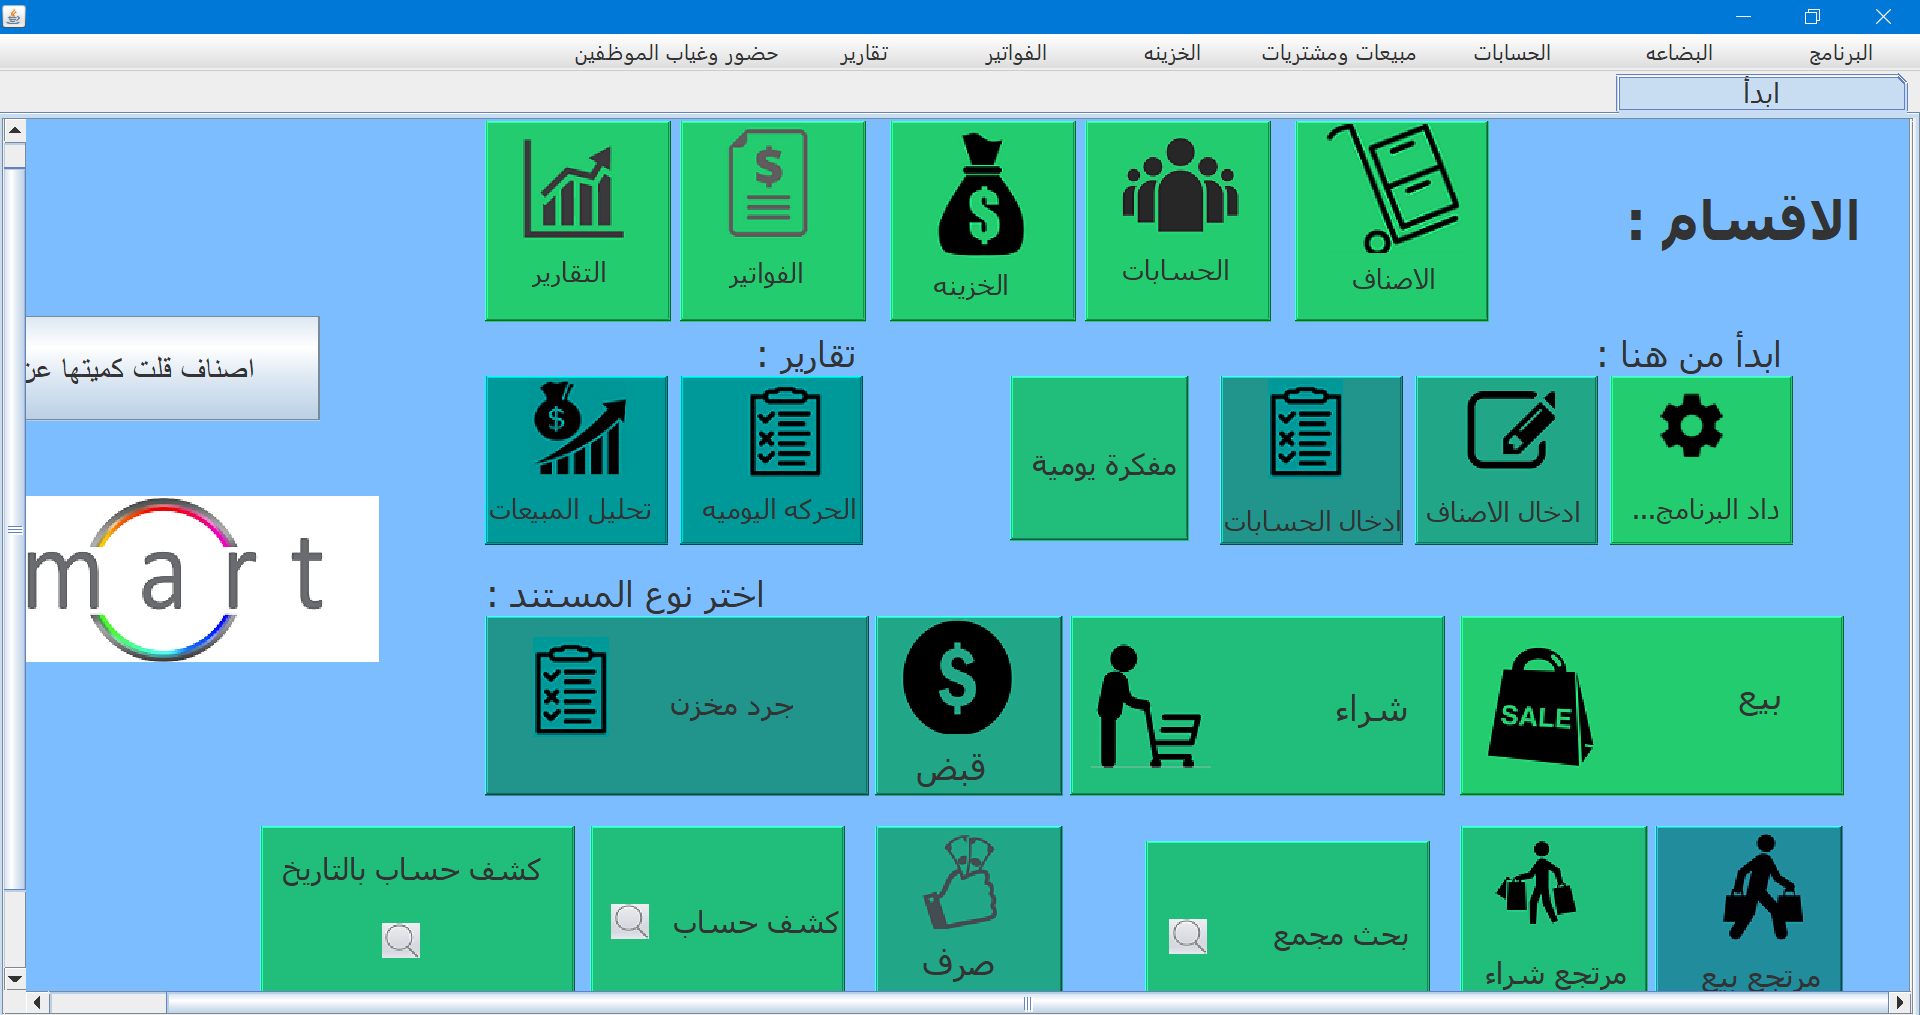 البرنامج
البضاعه
الحسابات
مبيعات ومشتريات
الخزينه
الفواتير
تقارير
حضور وغياب الموظفين
ابدأ
الاقسام :
الاصناف
الحسابات
الخزينه
الفواتير
التقارير
ابدأ من هنا :
تقارير :
اصناف قلت كميتها عن
داد البرنامج...
ادخال الاصناف
ادخال الحسابات
مفكرة يومية
الحركه اليوميه
تحليل المبيعات
mart
اختر نوع المستند :
بيع
SALE
شراء
قبض
جرد مخزن
مرتجع بيع
مرتجع شراء
بحث مجمع
صرف
كشف حساب
كشف حساب بالتاريخ